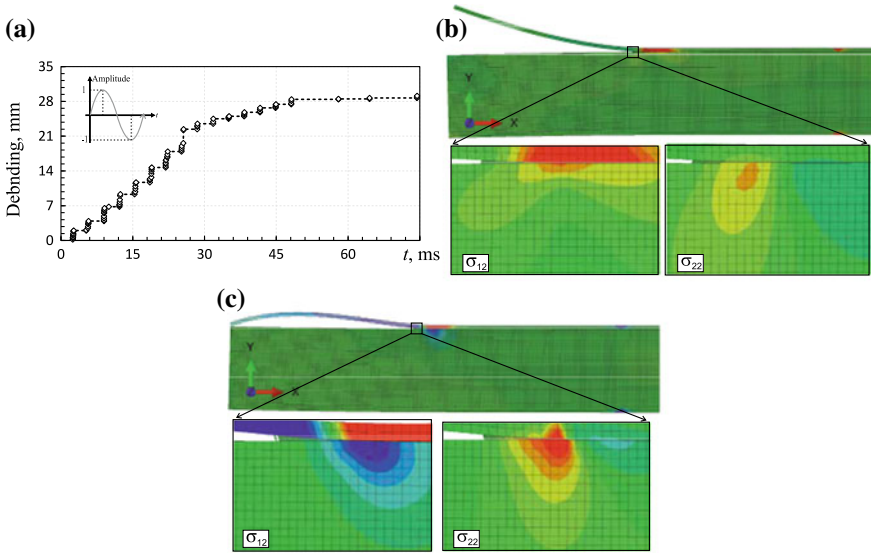 (a)
Debnding, mm
35
28
21
14
7
0
Amplitude
1
-1
t
0
15
30
45
60
75
t, ms
(b)
Y
X
σ12
σ22
(c)
Y
X
σ12
σ22